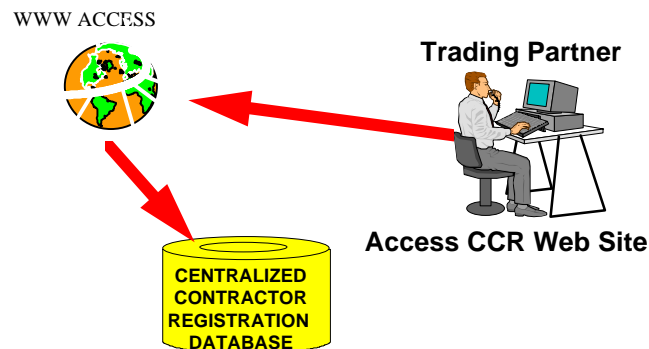 WWW ACCESS
Trading Partner
Access CCR Web Site
CENTRALIZED
CONTRACTOR
REGISTRATION
DATABASE